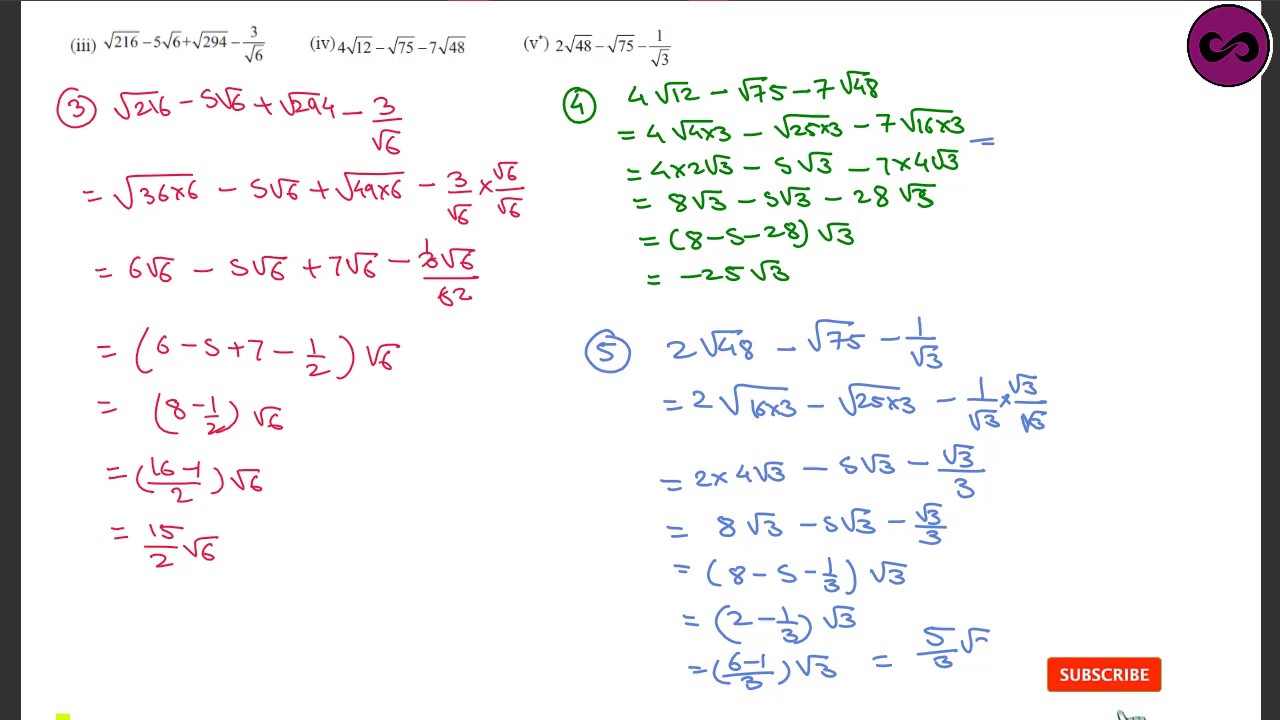 (iii) √216 − 5√6 + √294 − 3/√6 (iv) 4√12 − √75 − 7√48 (v*) 2√48 − √75 − 1/√3
③ √216 − 5√6 + √294 − 3/√6
= √36×6 − 5√6 + √49×6 − 3/√6 × √6/√6
= 6√6 − 5√6 + 7√6 − 1 3√6/62
= (6 − 5 + 7 − 1/2) √6
= (8 − 1/2) √6
= (16−1/2) √6
= 15/2 √6
④ 4√12 − √75 − 7√48
= 4√4×3 − √25×3 − 7√16×3 =
= 4×2√3 − 5√3 − 7×4√3
= 8√3 − 5√3 − 28√3
= (8−5−28) √3
= −25√3
⑤ 2√48 − √75 − 1/√3
= 2√16×3 − √25×3 − 1/√3 × √3/√3
= 2×4√3 − 5√3 − √3/3
= 8√3 − 5√3 − √3/3
= (8 − 5 − 1/3) √3
= (2 − 1/3) √3
= (6−1/3) √3 = 5/3 √
SUBSCRIBE